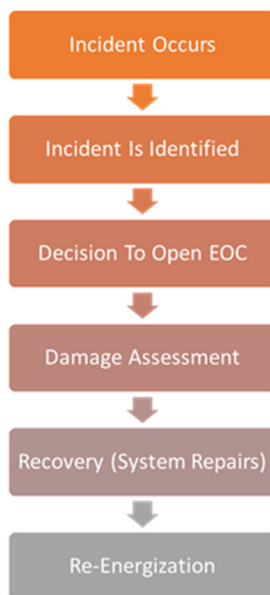 Incident Occurs
Incident Is Identified
Decision To Open EOC
Damage Assessment
Recovery (System Repairs)
Re-Energization